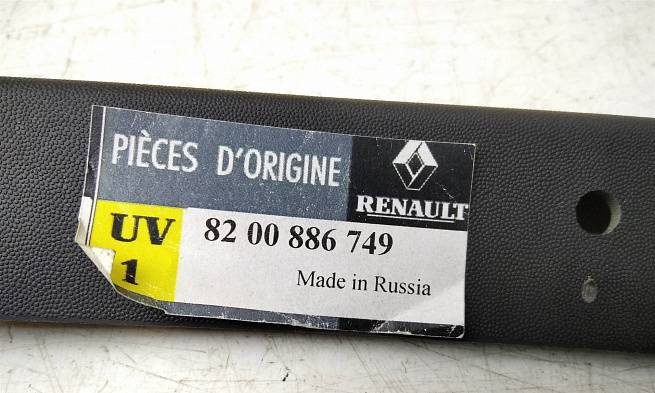 PIÈCES D'ORIGINE
RENAULT
UV
1
82 00 886 749
Made in Russia